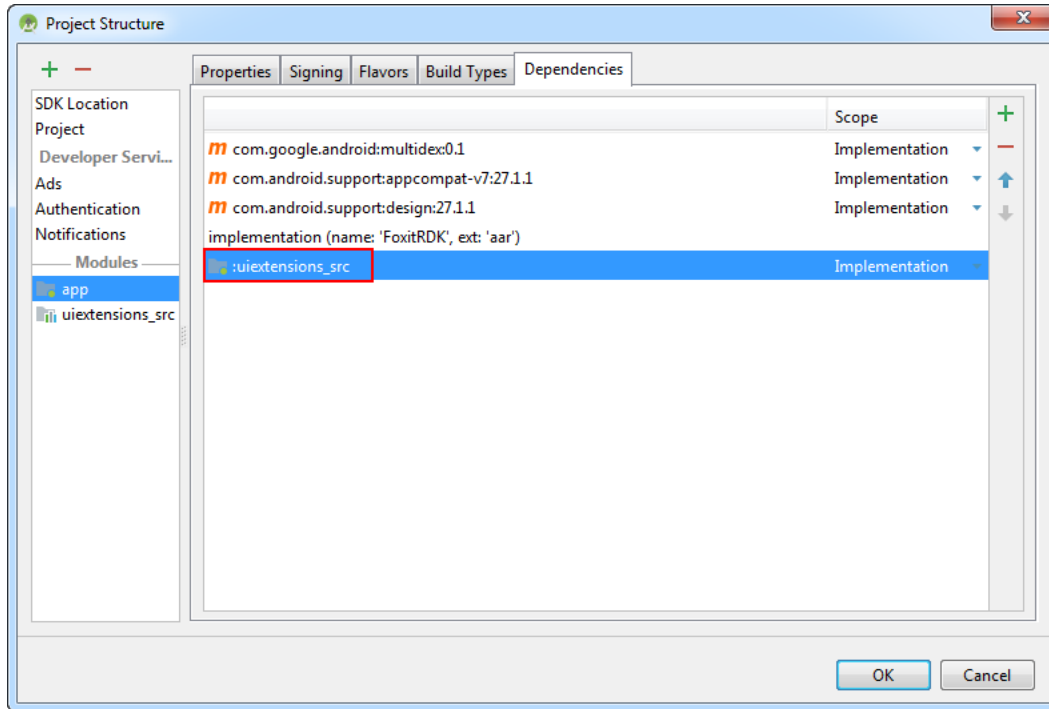 Project Structure
Properties
Signing
Flavors
Build Types
Dependencies
SDK Location
Project
Developer Servi...
Ads
Authentication
Notifications
Modules
app
uiextensions_src
Scope
m com.google.android:multidex:0.1 Implementation
m com.android.support:appcompat-v7:27.1.1 Implementation
m com.android.support:design:27.1.1 Implementation
implementation (name: 'FoxitRDK', ext: 'aar')
:uiextensions_src Implementation
OK
Cancel